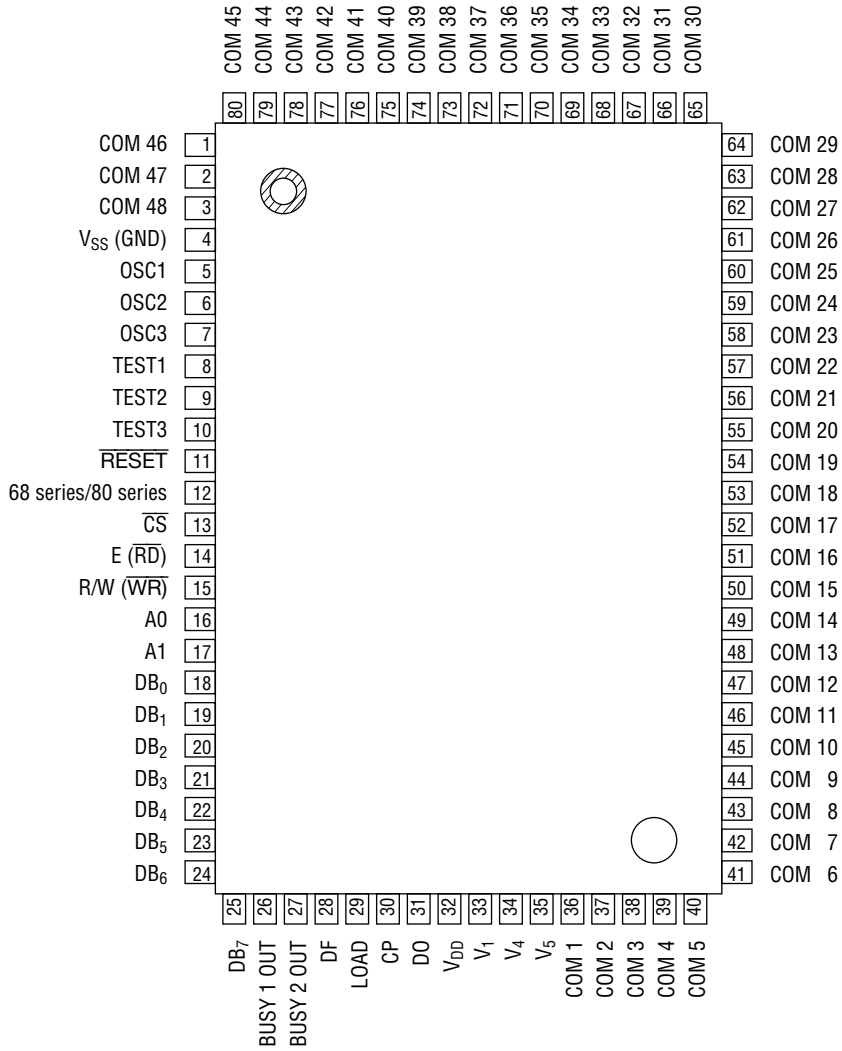 COM 45
COM 44
COM 43
COM 42
COM 41
COM 40
COM 39
COM 38
COM 37
COM 36
COM 35
COM 34
COM 33
COM 32
COM 31
COM 30
80
79
78
77
76
75
74
73
72
71
70
69
68
67
66
65
COM 46 1
COM 47 2
COM 48 3
V_SS (GND) 4
OSC1 5
OSC2 6
OSC3 7
TEST1 8
TEST2 9
TEST3 10
R̅E̅S̅E̅T̅ 11
68 series/80 series 12
C̅S̅ 13
E (R̅D̅) 14
R/W (W̅R̅) 15
A0 16
A1 17
DB₀ 18
DB₁ 19
DB₂ 20
DB₃ 21
DB₄ 22
DB₅ 23
DB₆ 24
64 COM 29
63 COM 28
62 COM 27
61 COM 26
60 COM 25
59 COM 24
58 COM 23
57 COM 22
56 COM 21
55 COM 20
54 COM 19
53 COM 18
52 COM 17
51 COM 16
50 COM 15
49 COM 14
48 COM 13
47 COM 12
46 COM 11
45 COM 10
44 COM 9
43 COM 8
42 COM 7
41 COM 6
25
26
27
28
29
30
31
32
33
34
35
36
37
38
39
40
DB₇
BUSY 1 OUT
BUSY 2 OUT
DF
LOAD
CP
DO
V_DD
V₁
V₄
V₅
COM 1
COM 2
COM 3
COM 4
COM 5